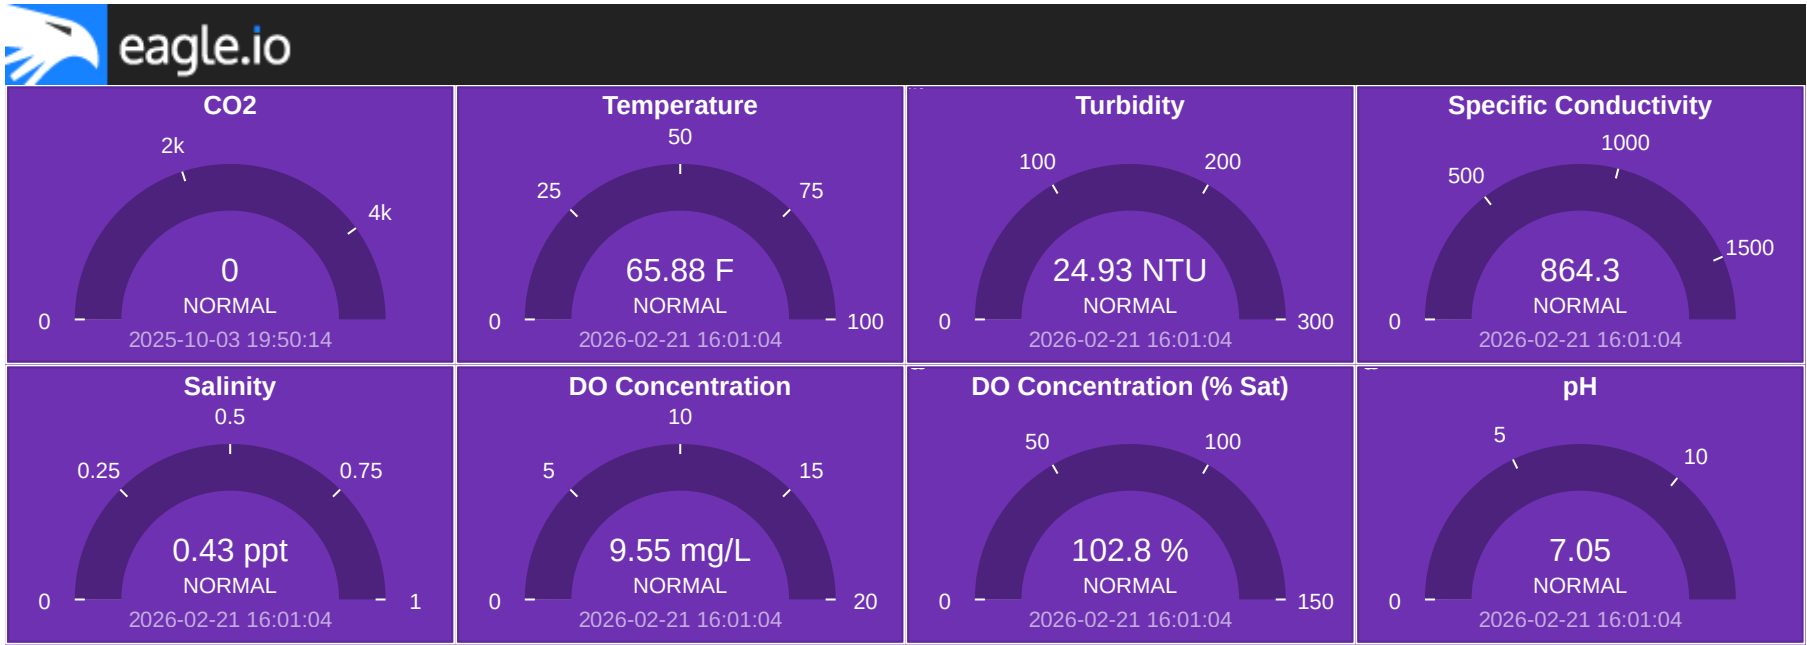 eagle.io
CO2
2k
4k
0
NORMAL
0
2025-10-03 19:50:14
Temperature
50
25
75
65.88 F
NORMAL
0
100
2026-02-21 16:01:04
Turbidity
100
200
24.93 NTU
NORMAL
0
300
2026-02-21 16:01:04
Specific Conductivity
1000
500
1500
864.3
NORMAL
0
2026-02-21 16:01:04
Salinity
0.5
0.25
0.75
0.43 ppt
NORMAL
0
1
2026-02-21 16:01:04
DO Concentration
10
5
15
9.55 mg/L
NORMAL
0
20
2026-02-21 16:01:04
DO Concentration (% Sat)
50
100
102.8 %
NORMAL
0
150
2026-02-21 16:01:04
pH
5
10
7.05
NORMAL
0
2026-02-21 16:01:04